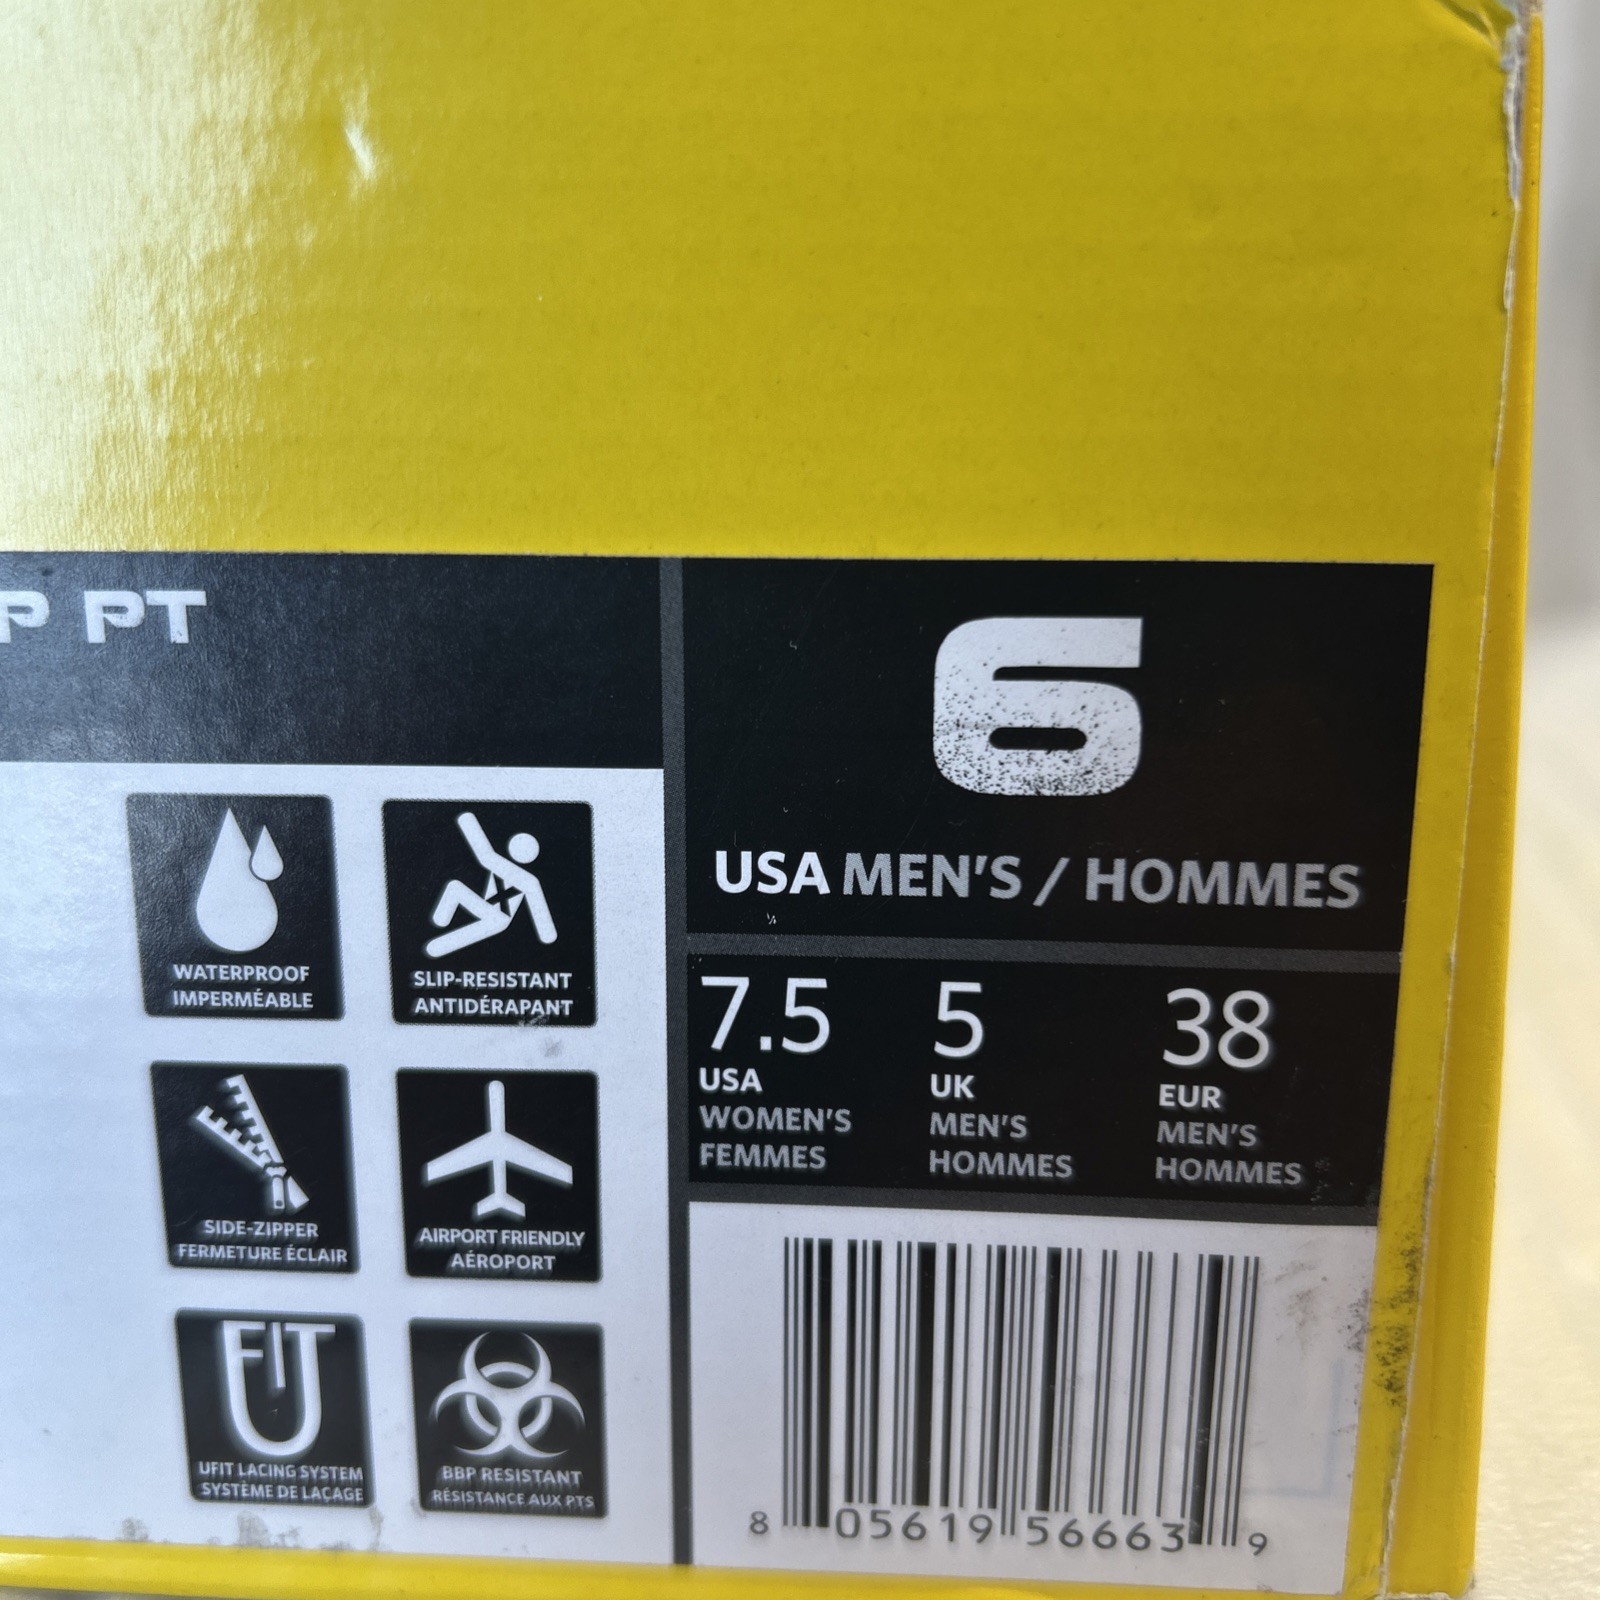 P PT
6
USA MEN'S / HOMMES
7.5
USA
WOMEN'S
FEMMES
5
UK
MEN'S
HOMMES
38
EUR
MEN'S
HOMMES
WATERPROOF
IMPERMÉABLE
SLIP-RESISTANT
ANTIDÉRAPANT
SIDE-ZIPPER
FERMETURE ÉCLAIR
AIRPORT FRIENDLY
AÉROPORT
FIT
UFIT LACING SYSTEM
SYSTÈME DE LAÇAGE
BBP RESISTANT
RÉSISTANCE AUX PTS
8 05619 56663 9